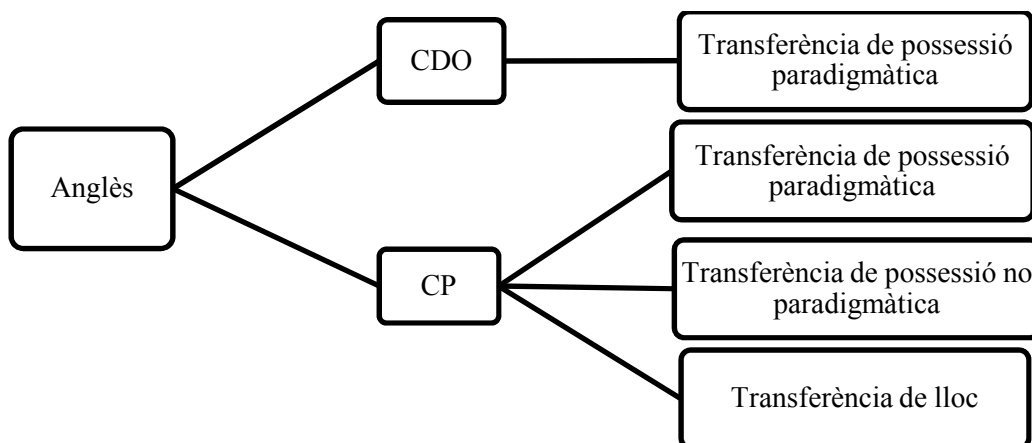 Anglès
CDO
Transferència de possessió
paradigmàtica
CP
Transferència de possessió
paradigmàtica
Transferència de possessió no
paradigmàtica
Transferència de lloc